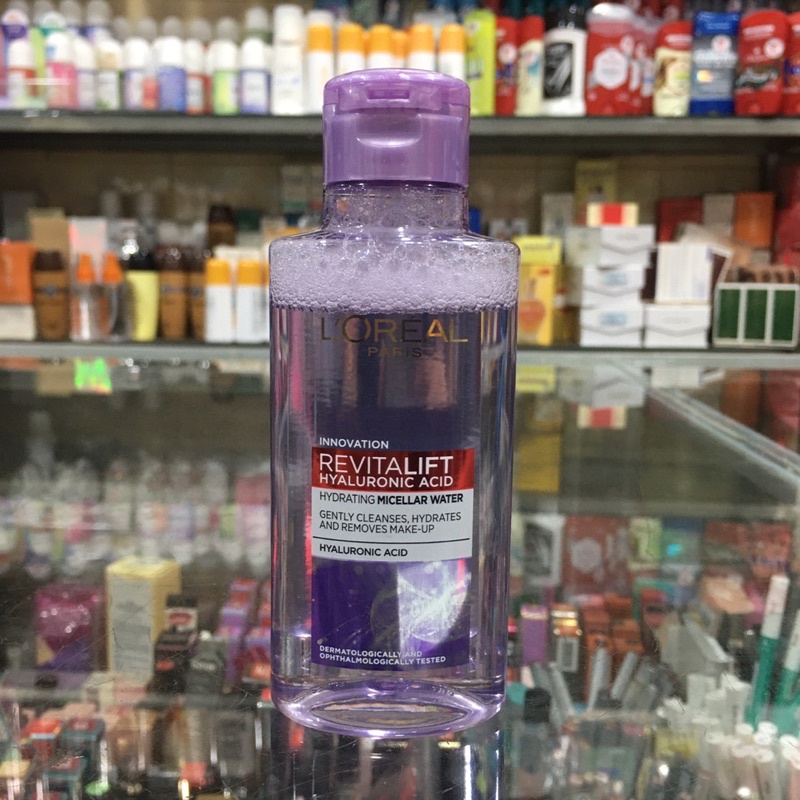 L'ORÉAL
PARIS
INNOVATION
REVITALIFT
HYALURONIC ACID
HYDRATING MICELLAR WATER
GENTLY CLEANSES, HYDRATES
AND REMOVES MAKE-UP
HYALURONIC ACID
DERMATOLOGICALLY AND
OPHTHALMOLOGICALLY TESTED